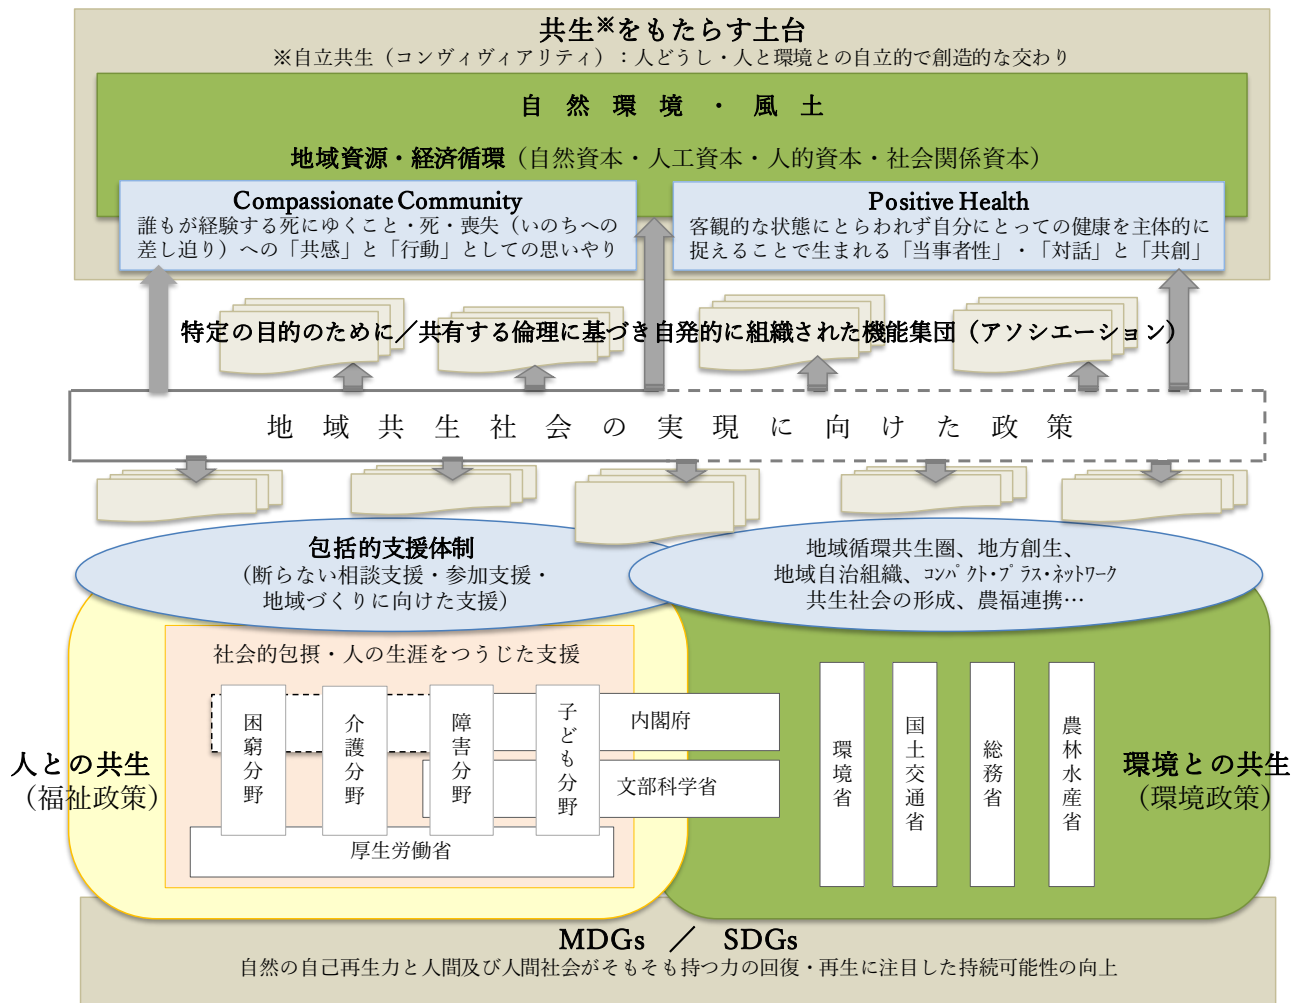 共生※をもたらす土台
※自立共生（コンヴィヴィアリティ）：人どうし・人と環境との自立的で創造的な交わり
自然環境・風土
地域資源・経済循環（自然資本・人工資本・人的資本・社会関係資本）
Compassionate Community
誰もが経験する死にゆくこと・死・喪失（いのちへの
差し迫り）への「共感」と「行動」としての思いやり
Positive Health
客観的な状態にとらわれず自分にとっての健康を主体的に
捉えることで生まれる「当事者性」・「対話」と「共創」
特定の目的のために／共有する倫理に基づき自発的に組織された機能集団（アソシエーション）
地域共生社会の実現に向けた政策
包括的支援体制
（断らない相談支援・参加支援・
地域づくりに向けた支援）
地域循環共生圏、地方創生、
地域自治組織、ｺﾝﾊﾟｸﾄ・ﾌﾟﾗｽ・ﾈｯﾄﾜｰｸ
共生社会の形成、農福連携…
社会的包摂・人の生涯をつうじた支援
困窮分野
介護分野
障害分野
子ども分野
内閣府
文部科学省
厚生労働省
人との共生
（福祉政策）
環境省
国土交通省
総務省
農林水産省
環境との共生
（環境政策）
MDGs ／ SDGs
自然の自己再生力と人間及び人間社会がそもそも持つ力の回復・再生に注目した持続可能性の向上